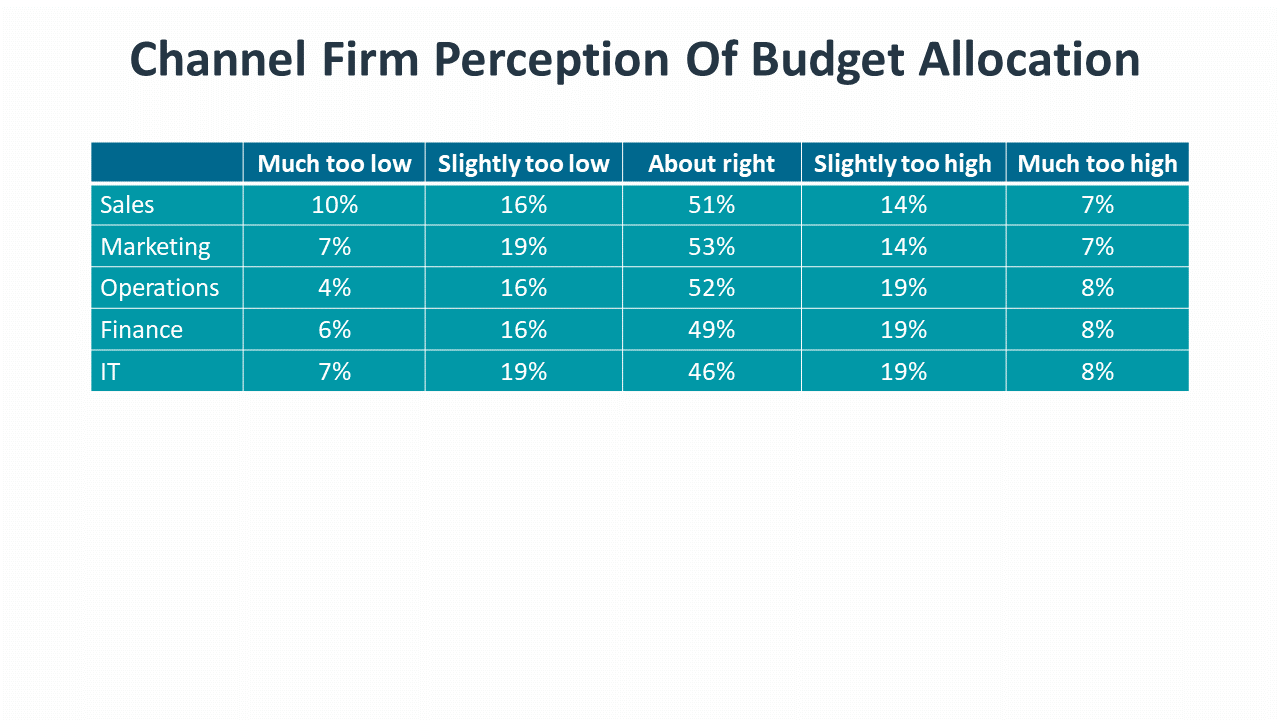 Channel Firm Perception Of Budget Allocation
Much too low Slightly too low About right Slightly too high Much too high
Sales 10% 16% 51% 14% 7%
Marketing 7% 19% 53% 14% 7%
Operations 4% 16% 52% 19% 8%
Finance 6% 16% 49% 19% 8%
IT 7% 19% 46% 19% 8%